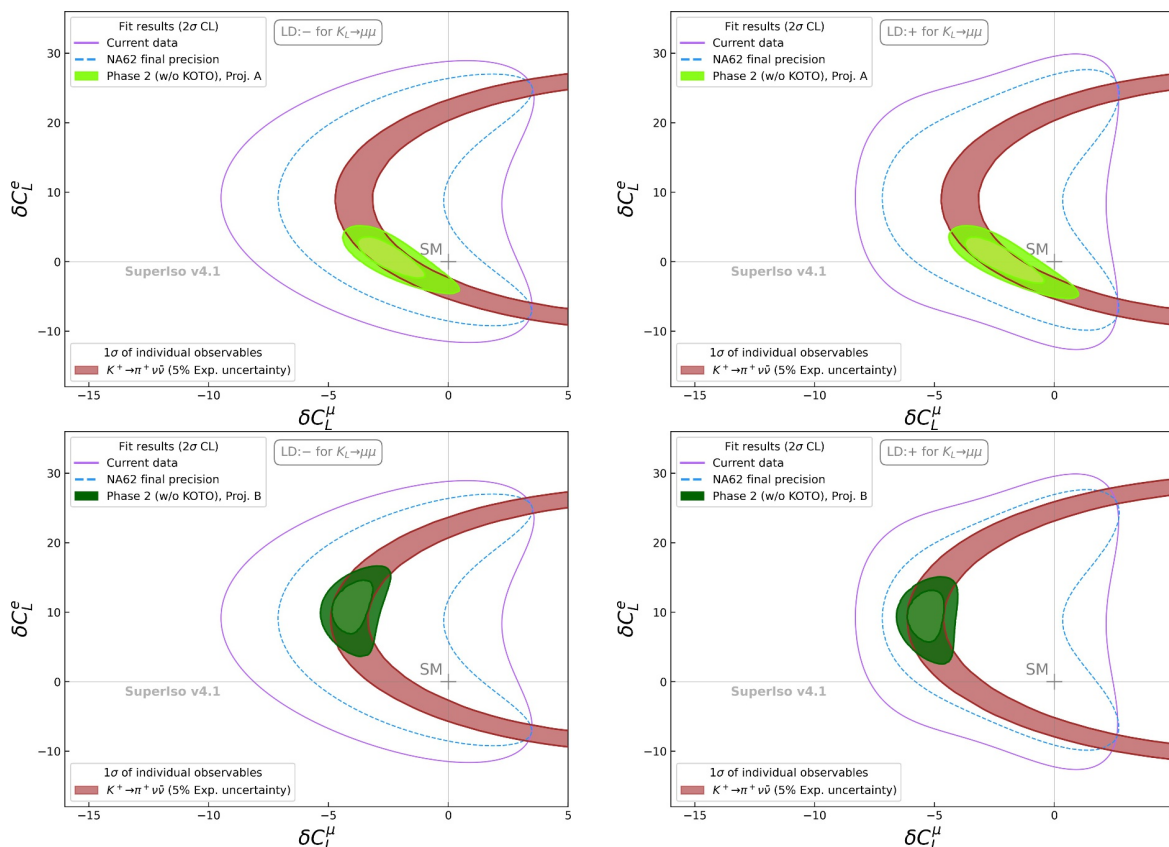 Fit results (2σ CL)
Current data
NA62 final precision
Phase 2 (w/o KOTO), Proj. A
LD:− for K_L→μμ
SM
SuperIso v4.1
1σ of individual observables
K⁺→π⁺νν̄ (5% Exp. uncertainty)
30
20
10
0
−10
−15
−10
−5
0
5
δC_L^e
δC_L^μ
Fit results (2σ CL)
Current data
NA62 final precision
Phase 2 (w/o KOTO), Proj. A
LD:+ for K_L→μμ
SM
SuperIso v4.1
1σ of individual observables
K⁺→π⁺νν̄ (5% Exp. uncertainty)
30
20
10
0
−10
−15
−10
−5
0
δC_L^e
δC_L^μ
Fit results (2σ CL)
Current data
NA62 final precision
Phase 2 (w/o KOTO), Proj. B
LD:− for K_L→μμ
SM
SuperIso v4.1
1σ of individual observables
K⁺→π⁺νν̄ (5% Exp. uncertainty)
30
20
10
0
−10
−15
−10
−5
0
5
δC_L^e
δC_L^μ
Fit results (2σ CL)
Current data
NA62 final precision
Phase 2 (w/o KOTO), Proj. B
LD:+ for K_L→μμ
SM
SuperIso v4.1
1σ of individual observables
K⁺→π⁺νν̄ (5% Exp. uncertainty)
30
20
10
0
−10
−15
−10
−5
0
δC_L^e
δC_L^μ